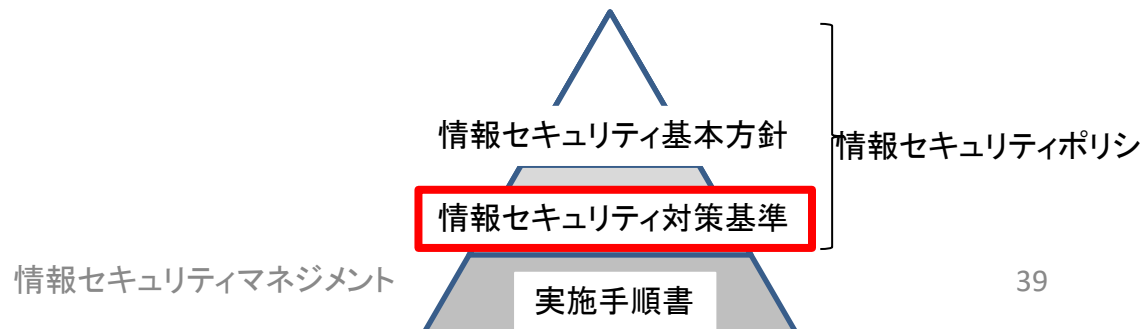 情報セキュリティ基本方針
情報セキュリティポリシ
情報セキュリティ対策基準
情報セキュリティマネジメント
実施手順書
39